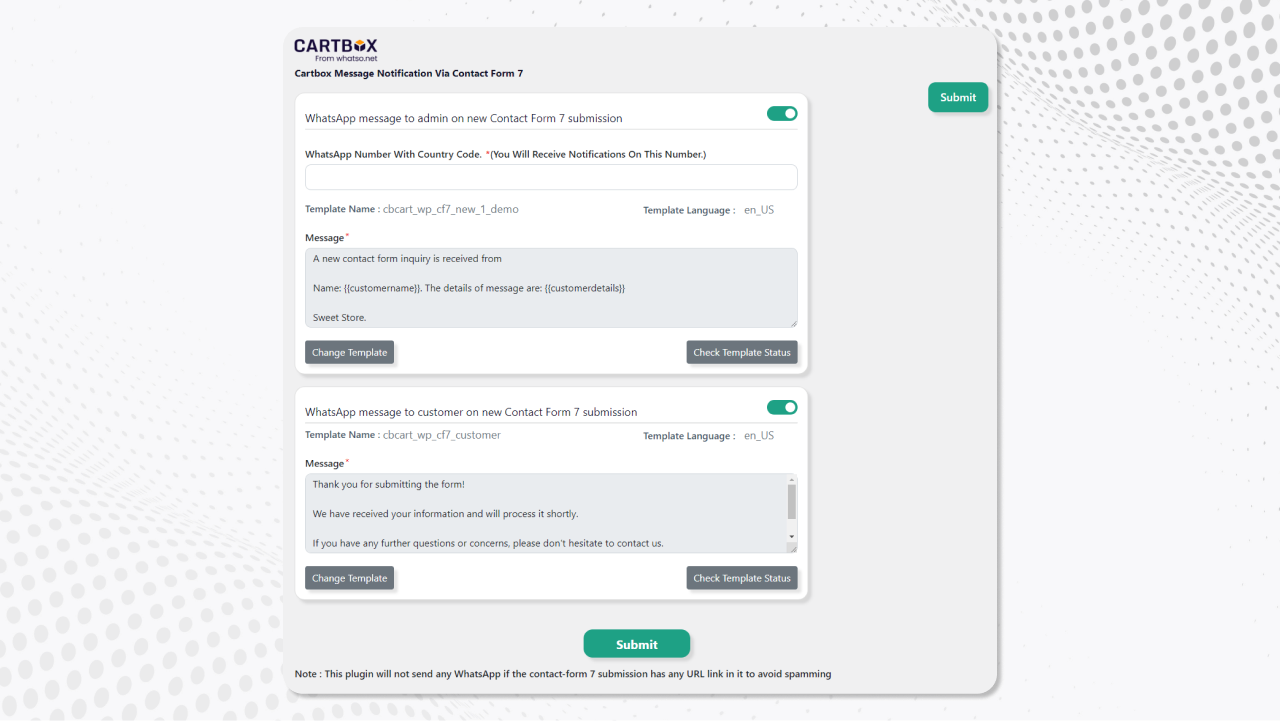 CARTBOX
From whatso.net
Cartbox Message Notification Via Contact Form 7
Submit
WhatsApp message to admin on new Contact Form 7 submission
WhatsApp Number With Country Code. *(You Will Receive Notifications On This Number.)
Template Name : cbcart_wp_cf7_new_1_demo
Template Language : en_US
Message*
A new contact form inquiry is received from
Name: {{customername}}. The details of message are: {{customerdetails}}
Sweet Store.
Change Template
Check Template Status
WhatsApp message to customer on new Contact Form 7 submission
Template Name : cbcart_wp_cf7_customer
Template Language : en_US
Message*
Thank you for submitting the form!
We have received your information and will process it shortly.
If you have any further questions or concerns, please don't hesitate to contact us.
Change Template
Check Template Status
Submit
Note : This plugin will not send any WhatsApp if the contact-form 7 submission has any URL link in it to avoid spamming